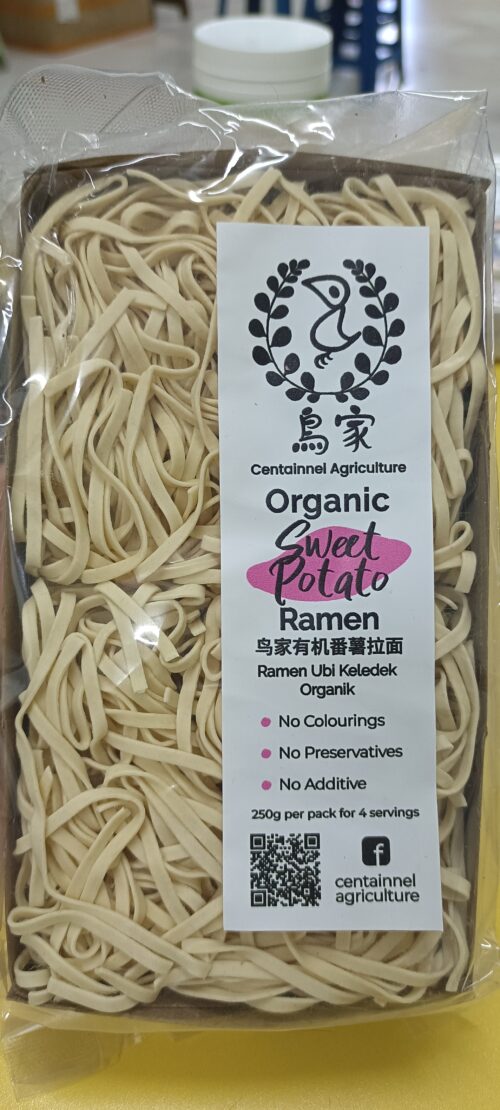 鳥家
Centainnel Agriculture
Organic
Sweet
Potato
Ramen
鸟家有机番薯拉面
Ramen Ubi Keledek
Organik
No Colourings
No Preservatives
No Additive
250g per pack for 4 servings
f
centainnel
agriculture